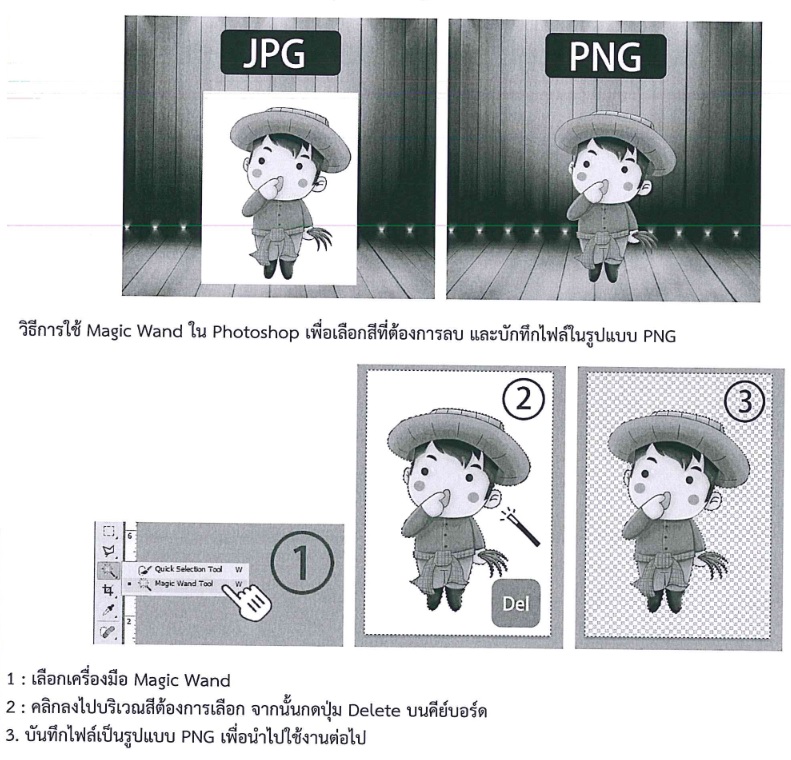 JPG
PNG
วิธีการใช้ Magic Wand ใน Photoshop เพื่อเลือกสีที่ต้องการลบ และบักทึกไฟล์ในรูปแบบ PNG
2
3
6
Quick Selection Tool W
Magic Wand Tool W
1
2
Del
1 : เลือกเครื่องมือ Magic Wand
2 : คลิกลงไปบริเวณสีต้องการเลือก จากนั้นกดปุ่ม Delete บนคีย์บอร์ด
3. บันทึกไฟล์เป็นรูปแบบ PNG เพื่อนำไปใช้งานต่อไป